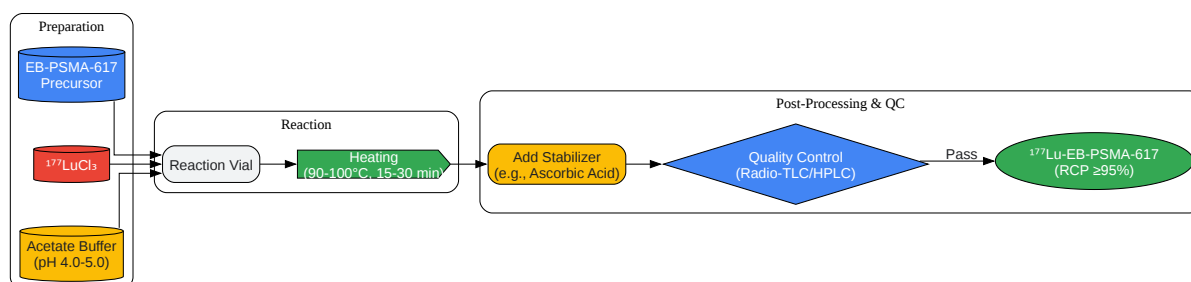 Preparation
EB-PSMA-617
Precursor
¹⁷⁷LuCl₃
Acetate Buffer
(pH 4.0-5.0)
Reaction
Reaction Vial
Heating
(90-100°C, 15-30 min)
Post-Processing & QC
Add Stabilizer
(e.g., Ascorbic Acid)
Quality Control
(Radio-TLC/HPLC)
Pass
¹⁷⁷Lu-EB-PSMA-617
(RCP ≥95%)